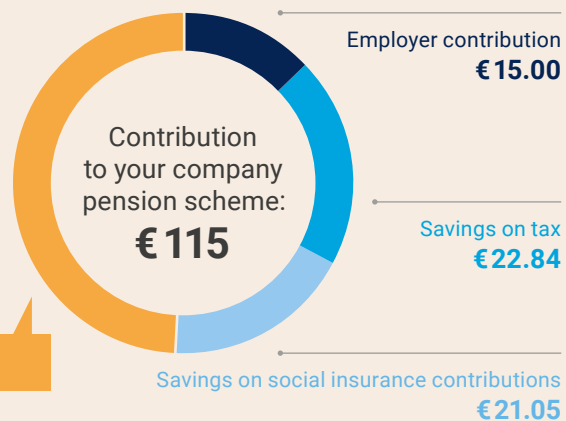 Employer contribution
€ 15.00
Contribution
to your company
pension scheme:
€ 115
Savings on tax
€ 22.84
Savings on social insurance contributions
€ 21.05